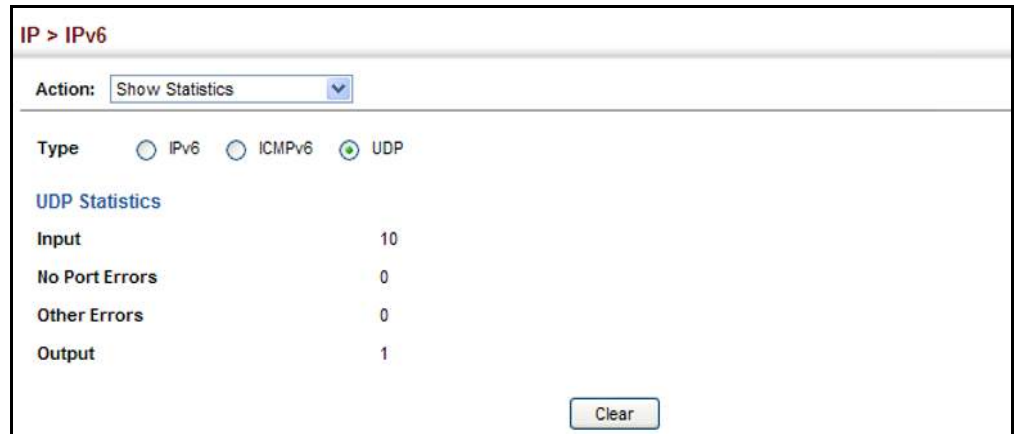 IP > IPv6
Action: Show Statistics
Type IPv6 ICMPv6 UDP
UDP Statistics
Input 10
No Port Errors 0
Other Errors 0
Output 1
Clear